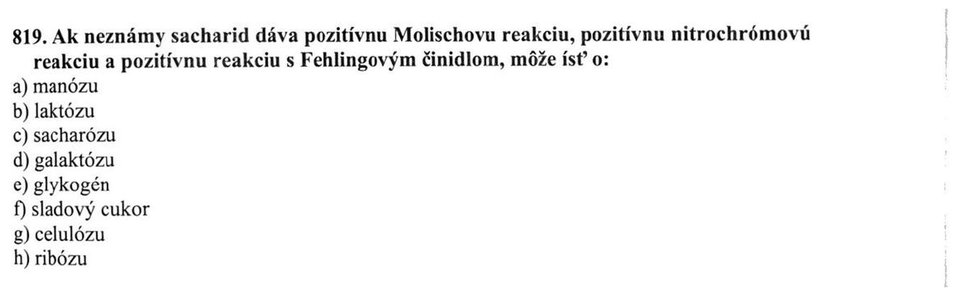 819. Ak neznámy sacharid dáva pozitívnu Molischovu reakciu, pozitívnu nitrochrómovú
reakciu a pozitívnu reakciu s Fehlingovým činidlom, môže ísť o:
a) manózu
b) laktózu
c) sacharózu
d) galaktózu
e) glykogén
f) sladový cukor
g) celulózu
h) ribózu